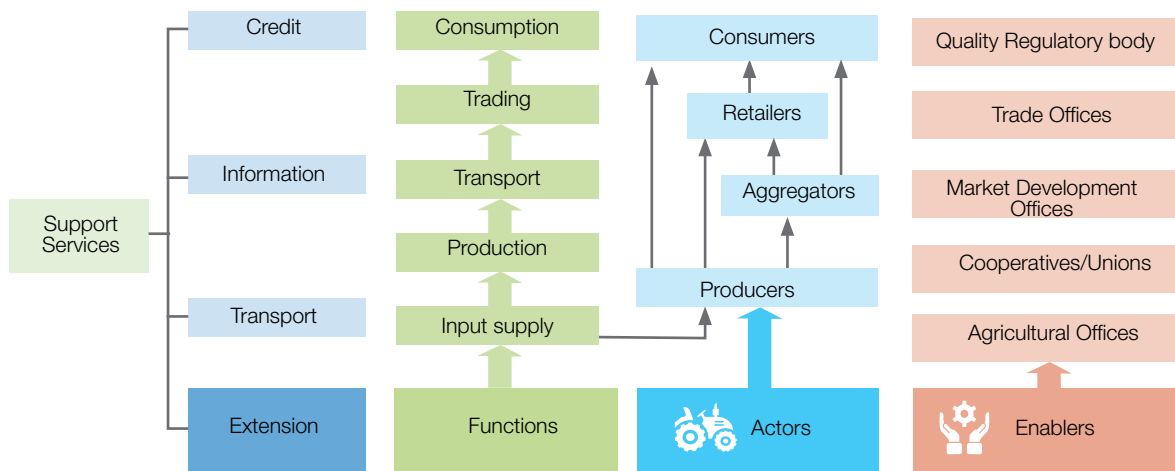 Support
Services
Credit
Information
Transport
Extension
Consumption
Trading
Transport
Production
Input supply
Functions
Consumers
Retailers
Aggregators
Producers
Actors
Quality Regulatory body
Trade Offices
Market Development
Offices
Cooperatives/Unions
Agricultural Offices
Enablers